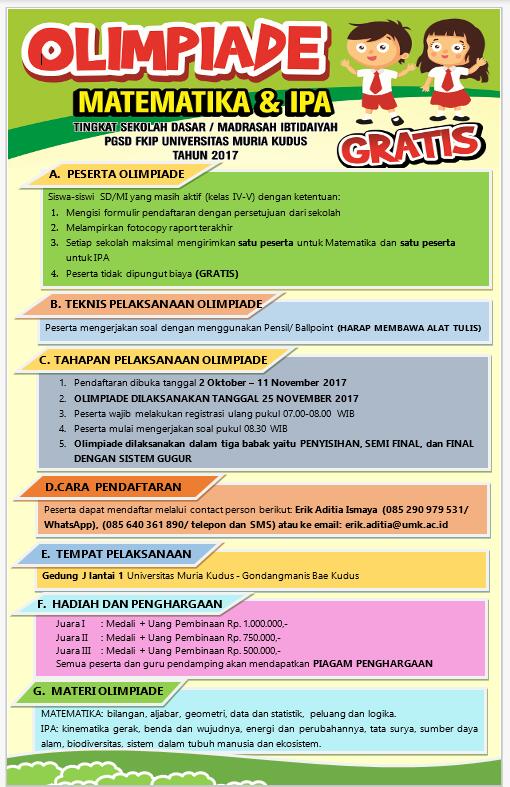 OLIMPIADE
MATEMATIKA & IPA
TINGKAT SEKOLAH DASAR / MADRASAH IBTIDAIYAH
PGSD FKIP UNIVERSITAS MURIA KUDUS
TAHUN 2017
GRATIS
A. PESERTA OLIMPIADE
Siswa-siswi SD/MI yang masih aktif (kelas IV-V) dengan ketentuan:
1. Mengisi formulir pendaftaran dengan persetujuan dari sekolah
2. Melampirkan fotocopy raport terakhir
3. Setiap sekolah maksimal mengirimkan satu peserta untuk Matematika dan satu peserta
untuk IPA
4. Peserta tidak dipungut biaya (GRATIS)
B. TEKNIS PELAKSANAAN OLIMPIADE
Peserta mengerjakan soal dengan menggunakan Pensil/ Ballpoint (HARAP MEMBAWA ALAT TULIS)
C. TAHAPAN PELAKSANAAN OLIMPIADE
1. Pendaftaran dibuka tanggal 2 Oktober – 11 November 2017
2. OLIMPIADE DILAKSANAKAN TANGGAL 25 NOVEMBER 2017
3. Peserta wajib melakukan registrasi ulang pukul 07.00-08.00 WIB
4. Peserta mulai mengerjakan soal pukul 08.30 WIB
5. Olimpiade dilaksanakan dalam tiga babak yaitu PENYISIHAN, SEMI FINAL, dan FINAL
DENGAN SISTEM GUGUR
D.CARA PENDAFTARAN
Peserta dapat mendaftar melalui contact person berikut: Erik Aditia Ismaya (085 290 979 531/
WhatsApp), (085 640 361 890/ telepon dan SMS) atau ke email: erik.aditia@umk.ac.id
E. TEMPAT PELAKSANAAN
Gedung J lantai 1 Universitas Muria Kudus - Gondangmanis Bae Kudus
F. HADIAH DAN PENGHARGAAN
Juara I : Medali + Uang Pembinaan Rp. 1.000.000,-
Juara II : Medali + Uang Pembinaan Rp. 750.000,-
Juara III : Medali + Uang Pembinaan Rp. 500.000,-
Semua peserta dan guru pendamping akan mendapatkan PIAGAM PENGHARGAAN
G. MATERI OLIMPIADE
MATEMATIKA: bilangan, aljabar, geometri, data dan statistik, peluang dan logika.
IPA: kinematika gerak, benda dan wujudnya, energi dan perubahannya, tata surya, sumber daya
alam, biodiversitas, sistem dalam tubuh manusia dan ekosistem.